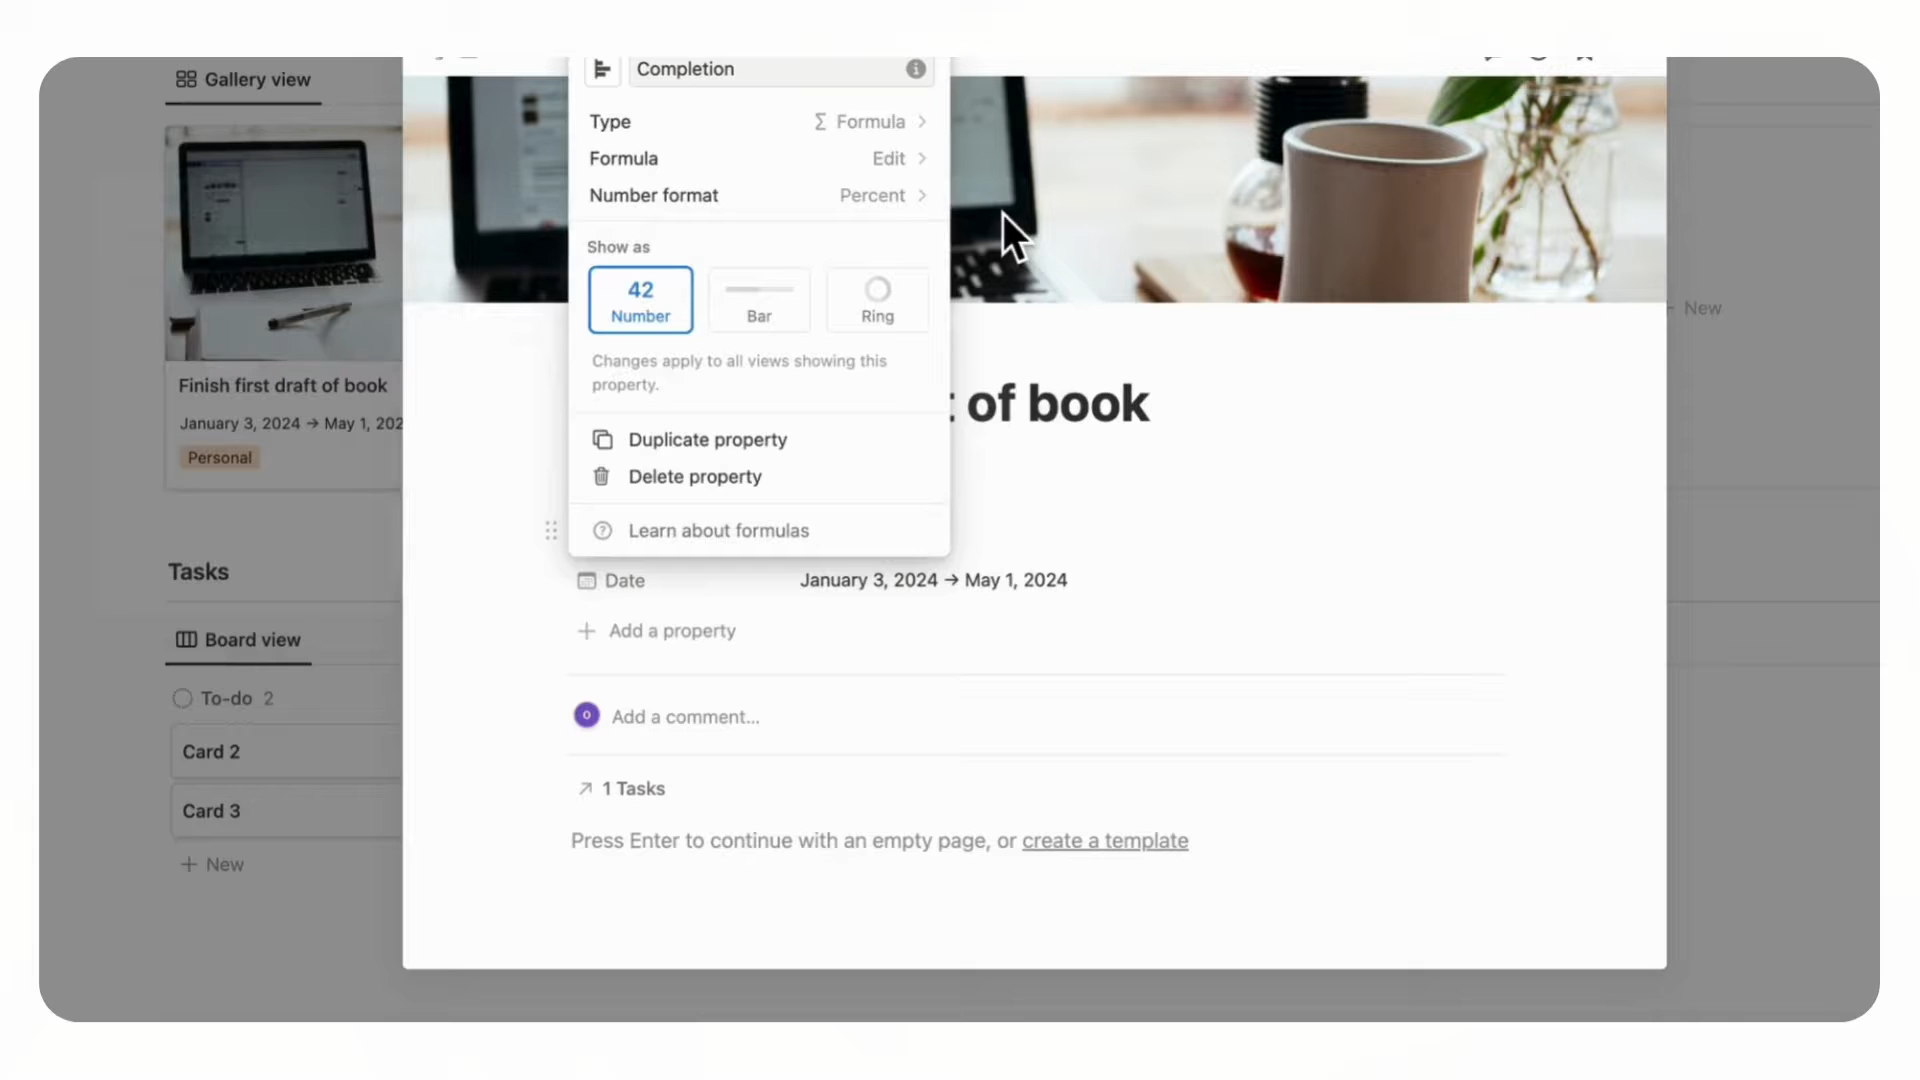 Gallery view
Finish first draft of book
January 3, 2024 → May 1, 202
Personal
Tasks
Board view
To-do 2
Card 2
Card 3
+ New
Completion
Type Σ Formula >
Formula Edit >
Number format Percent >
Show as
42
Number
Bar
Ring
Changes apply to all views showing this
property.
Duplicate property
Delete property
Learn about formulas
of book
Date January 3, 2024 → May 1, 2024
+ Add a property
O Add a comment...
↗ 1 Tasks
Press Enter to continue with an empty page, or create a template
New